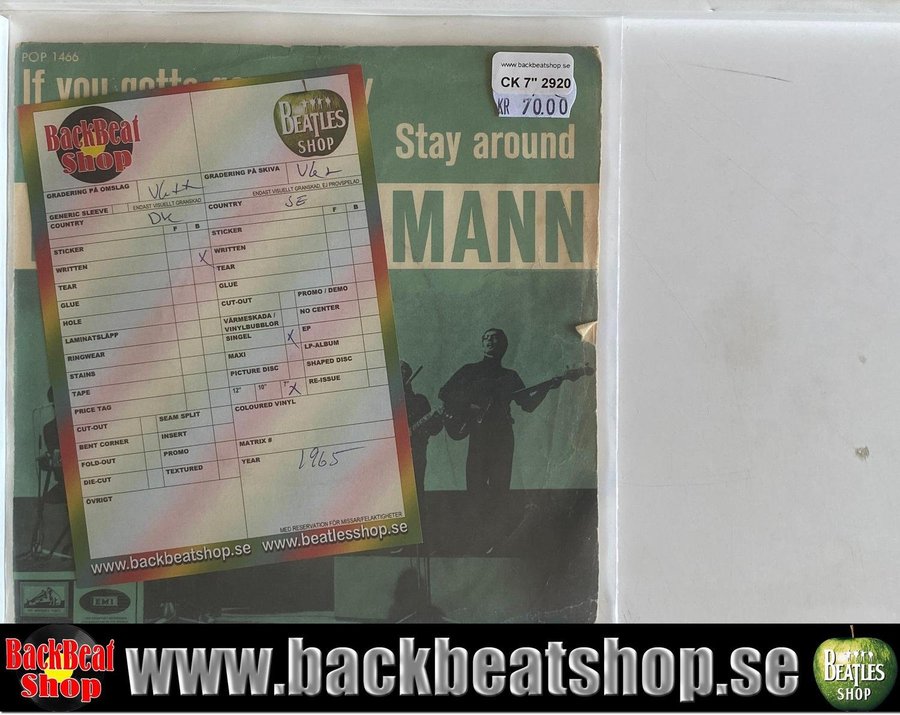 POP 1466
If you gotta
Stay around
MANN
www.backbeatshop.se
CK 7" 2920
KR 70.00
BackBeat
Shop
BEATLES
SHOP
GRADERING PÅ OMSLAG
GRADERING PÅ SKIVA
ENDAST VISUELLT GRANSKAD
ENDAST VISUELLT GRANSKAD, EJ PROVSPELAD
GENERIC SLEEVE
COUNTRY DK
F B
STICKER
WRITTEN X
TEAR
GLUE
HOLE
LAMINATSLÄPP
RINGWEAR
STAINS
TAPE
PRICE TAG
CUT-OUT SEAM SPLIT
BENT CORNER INSERT
FOLD-OUT PROMO
DIE-CUT TEXTURED
ÖVRIGT
COUNTRY SE
F B
STICKER
WRITTEN
TEAR
GLUE
CUT-OUT PROMO / DEMO
VÄRMESKADA /
VINYLBUBBLOR NO CENTER
SINGEL X EP
MAXI LP-ALBUM
PICTURE DISC SHAPED DISC
12" 10" 7" X RE-ISSUE
COLOURED VINYL
MATRIX #
YEAR 1965
MED RESERVATION FÖR MISSAR/FELAKTIGHETER
www.backbeatshop.se www.beatlesshop.se
EMI
BackBeat
Shop
www.backbeatshop.se
BEATLES
SHOP